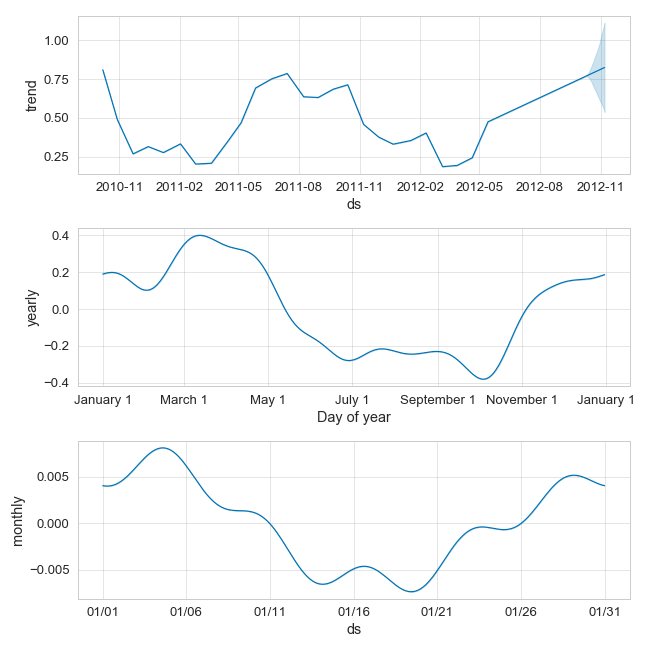 1.00
0.75
0.50
0.25
trend
2010-11 2011-02 2011-05 2011-08 2011-11 2012-02 2012-05 2012-08 2012-11
ds
0.4
0.2
0.0
−0.2
−0.4
yearly
January 1 March 1 May 1 July 1 September 1 November 1 January 1
Day of year
0.005
0.000
−0.005
monthly
01/01 01/06 01/11 01/16 01/21 01/26 01/31
ds